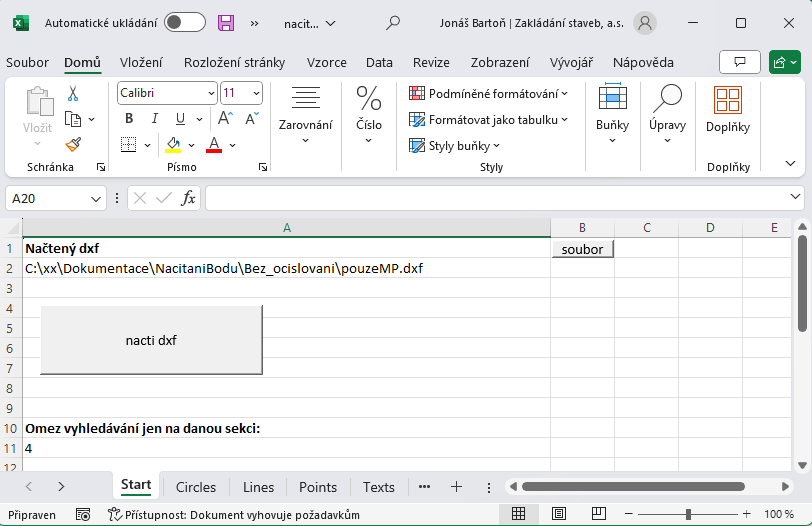 Automatické ukládání » nacit... Jonáš Bartoň | Zakládání staveb, a.s.
Soubor Domů Vložení Rozložení stránky Vzorce Data Revize Zobrazení Vývojář Nápověda
Vložit
Schránka
Calibri 11
B I U A A
A
Písmo
Zarovnání
% Číslo
Podmíněné formátování
Formátovat jako tabulku
Styly buňky
Styly
Buňky
Úpravy
Doplňky
Doplňky
A20 fx
A B C D E
1 Načtený dxf soubor
2 C:\xx\Dokumentace\NacitaniBodu\Bez_ocislovani\pouzeMP.dxf
3
4
5
nacti dxf
6
7
8
9
10 Omez vyhledávání jen na danou sekci:
11 4
12
Start Circles Lines Points Texts ...
Připraven Přístupnost: Dokument vyhovuje požadavkům 100 %